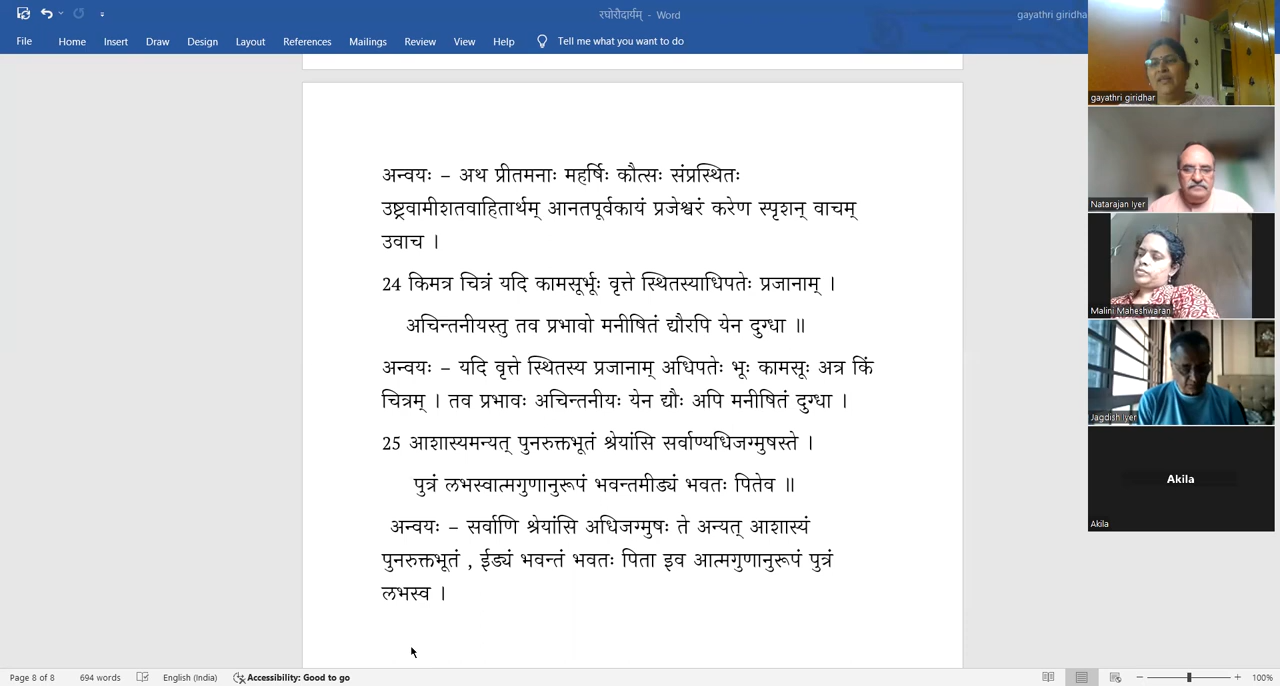 रघोरौदार्यम् - Word
gayathri giridha
File Home Insert Draw Design Layout References Mailings Review View Help Tell me what you want to do
अन्वयः – अथ प्रीतमनाः महर्षिः कौत्सः संप्रस्थितः
उष्ट्रवामीशतवाहितार्थम् आनतपूर्वकायं प्रजेश्वरं करेण स्पृशन् वाचम्
उवाच ।
24 किमत्र चित्रं यदि कामसूर्भूः वृत्ते स्थितस्याधिपतेः प्रजानाम् ।
अचिन्तनीयस्तु तव प्रभावो मनीषितं द्यौरपि येन दुग्धा ॥
अन्वयः – यदि वृत्ते स्थितस्य प्रजानाम् अधिपतेः भूः कामसूः अत्र किं
चित्रम् । तव प्रभावः अचिन्तनीयः येन द्यौः अपि मनीषितं दुग्धा ।
25 आशास्यमन्यत् पुनरुक्तभूतं श्रेयांसि सर्वाण्यधिजग्मुषस्ते ।
पुत्रं लभस्वात्मगुणानुरूपं भवन्तमीड्यं भवतः पितेव ॥
अन्वयः – सर्वाणि श्रेयांसि अधिजग्मुषः ते अन्यत् आशास्यं
पुनरुक्तभूतं , ईड्यं भवन्तं भवतः पिता इव आत्मगुणानुरूपं पुत्रं
लभस्व ।
gayathri giridhar
Natarajan Iyer
Malini Maheshwaran
Jagdish Iyer
Akila
Akila
Page 8 of 8 694 words English (India) Accessibility: Good to go 100%